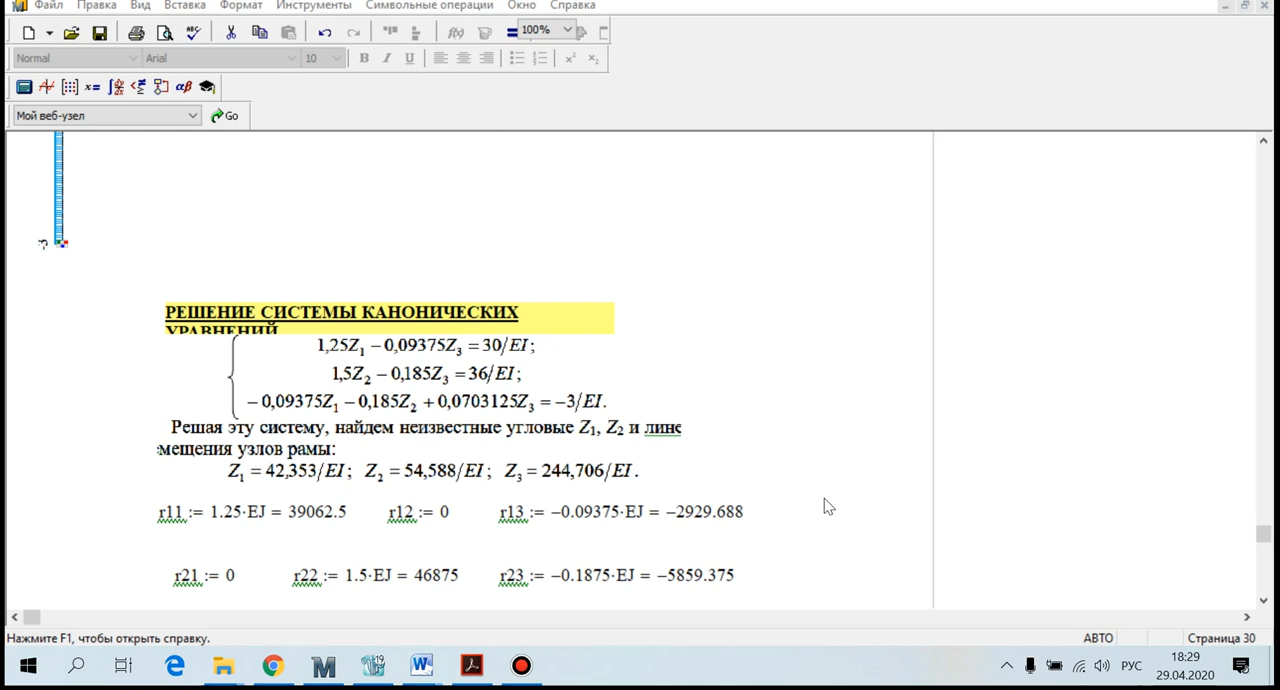 Файл Правка Вид Вставка Формат Инструменты Символьные операции Окно Справка
100%
Normal Arial 10 B I U x² x₂
x= αβ
Мой веб-узел Go
РЕШЕНИЕ СИСТЕМЫ КАНОНИЧЕСКИХ
УРАВНЕНИЙ
1,25Z₁ − 0,09375Z₃ = 30/EI;
1,5Z₂ − 0,185Z₃ = 36/EI;
− 0,09375Z₁ − 0,185Z₂ + 0,0703125Z₃ = −3/EI.
Решая эту систему, найдем неизвестные угловые Z₁, Z₂ и лине
мещения узлов рамы:
Z₁ = 42,353/EI; Z₂ = 54,588/EI; Z₃ = 244,706/EI.
r11 := 1.25·EJ = 39062.5 r12 := 0 r13 := −0.09375·EJ = −2929.688
r21 := 0 r22 := 1.5·EJ = 46875 r23 := −0.1875·EJ = −5859.375
Нажмите F1, чтобы открыть справку. АВТО Страница 30
РУС 18:29
29.04.2020